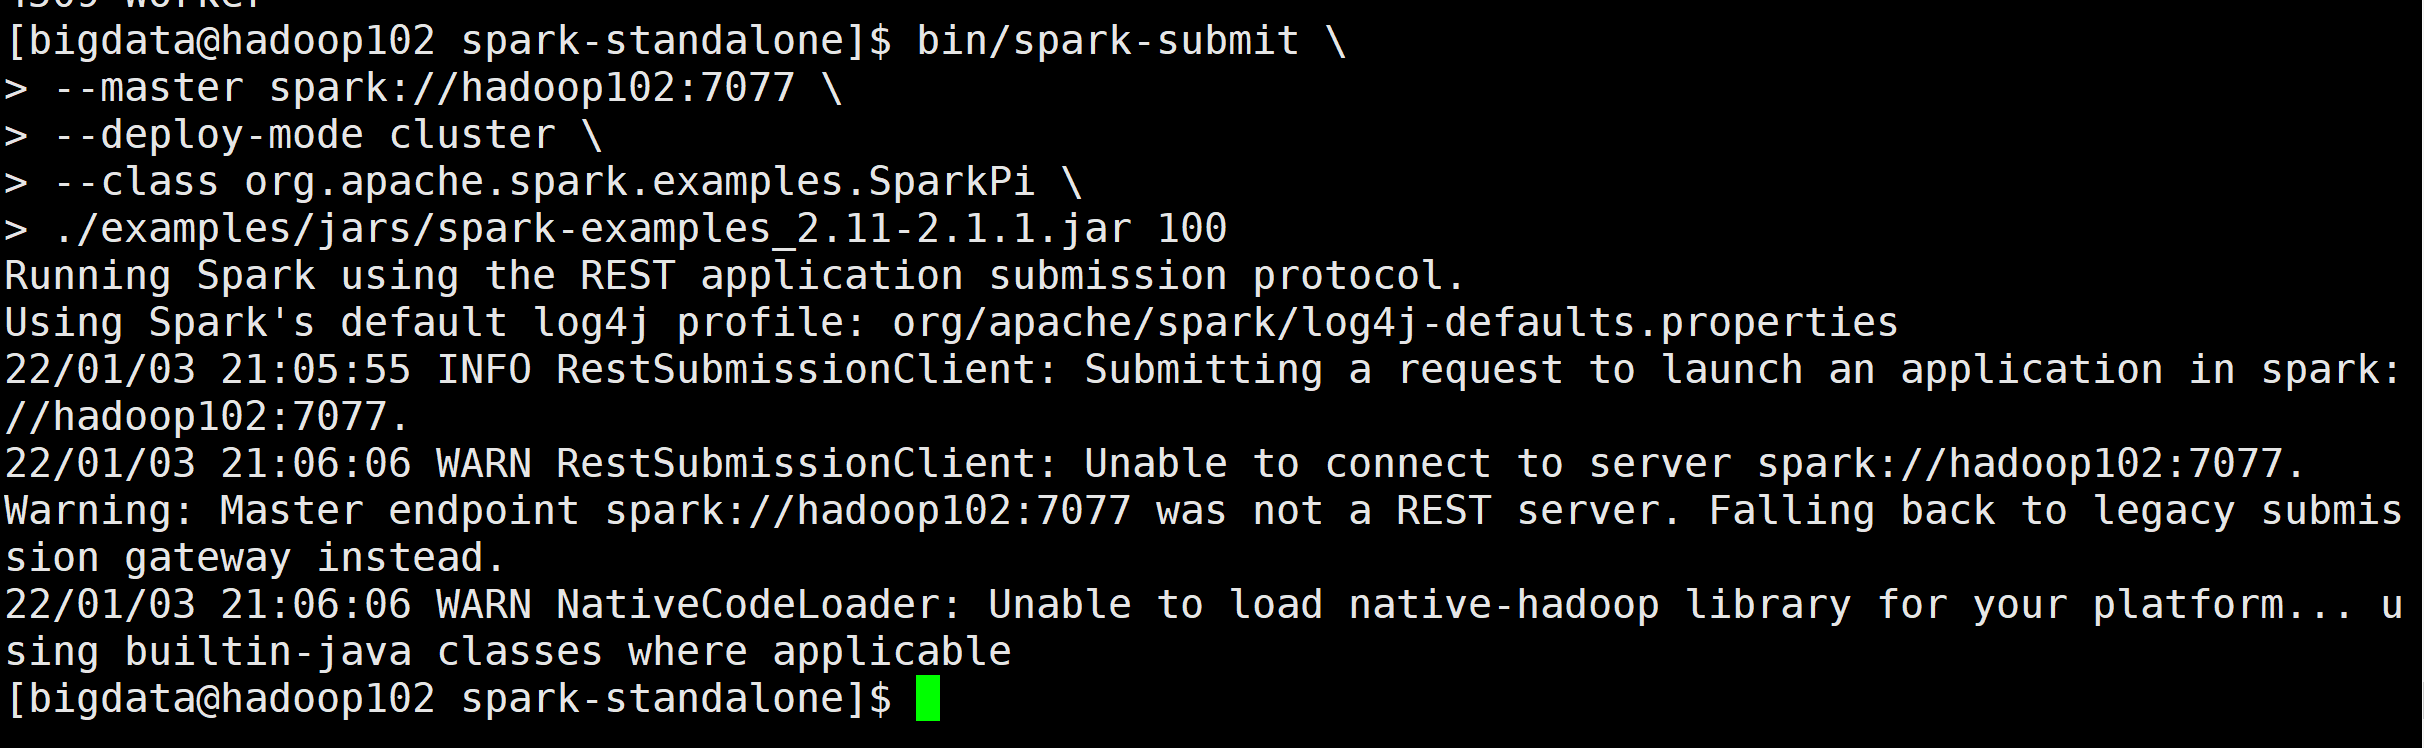 [bigdata@hadoop102 spark-standalone]$ bin/spark-submit \
> --master spark://hadoop102:7077 \
> --deploy-mode cluster \
> --class org.apache.spark.examples.SparkPi \
> ./examples/jars/spark-examples_2.11-2.1.1.jar 100
Running Spark using the REST application submission protocol.
Using Spark's default log4j profile: org/apache/spark/log4j-defaults.properties
22/01/03 21:05:55 INFO RestSubmissionClient: Submitting a request to launch an application in spark:
//hadoop102:7077.
22/01/03 21:06:06 WARN RestSubmissionClient: Unable to connect to server spark://hadoop102:7077.
Warning: Master endpoint spark://hadoop102:7077 was not a REST server. Falling back to legacy submis
sion gateway instead.
22/01/03 21:06:06 WARN NativeCodeLoader: Unable to load native-hadoop library for your platform... u
sing builtin-java classes where applicable
[bigdata@hadoop102 spark-standalone]$